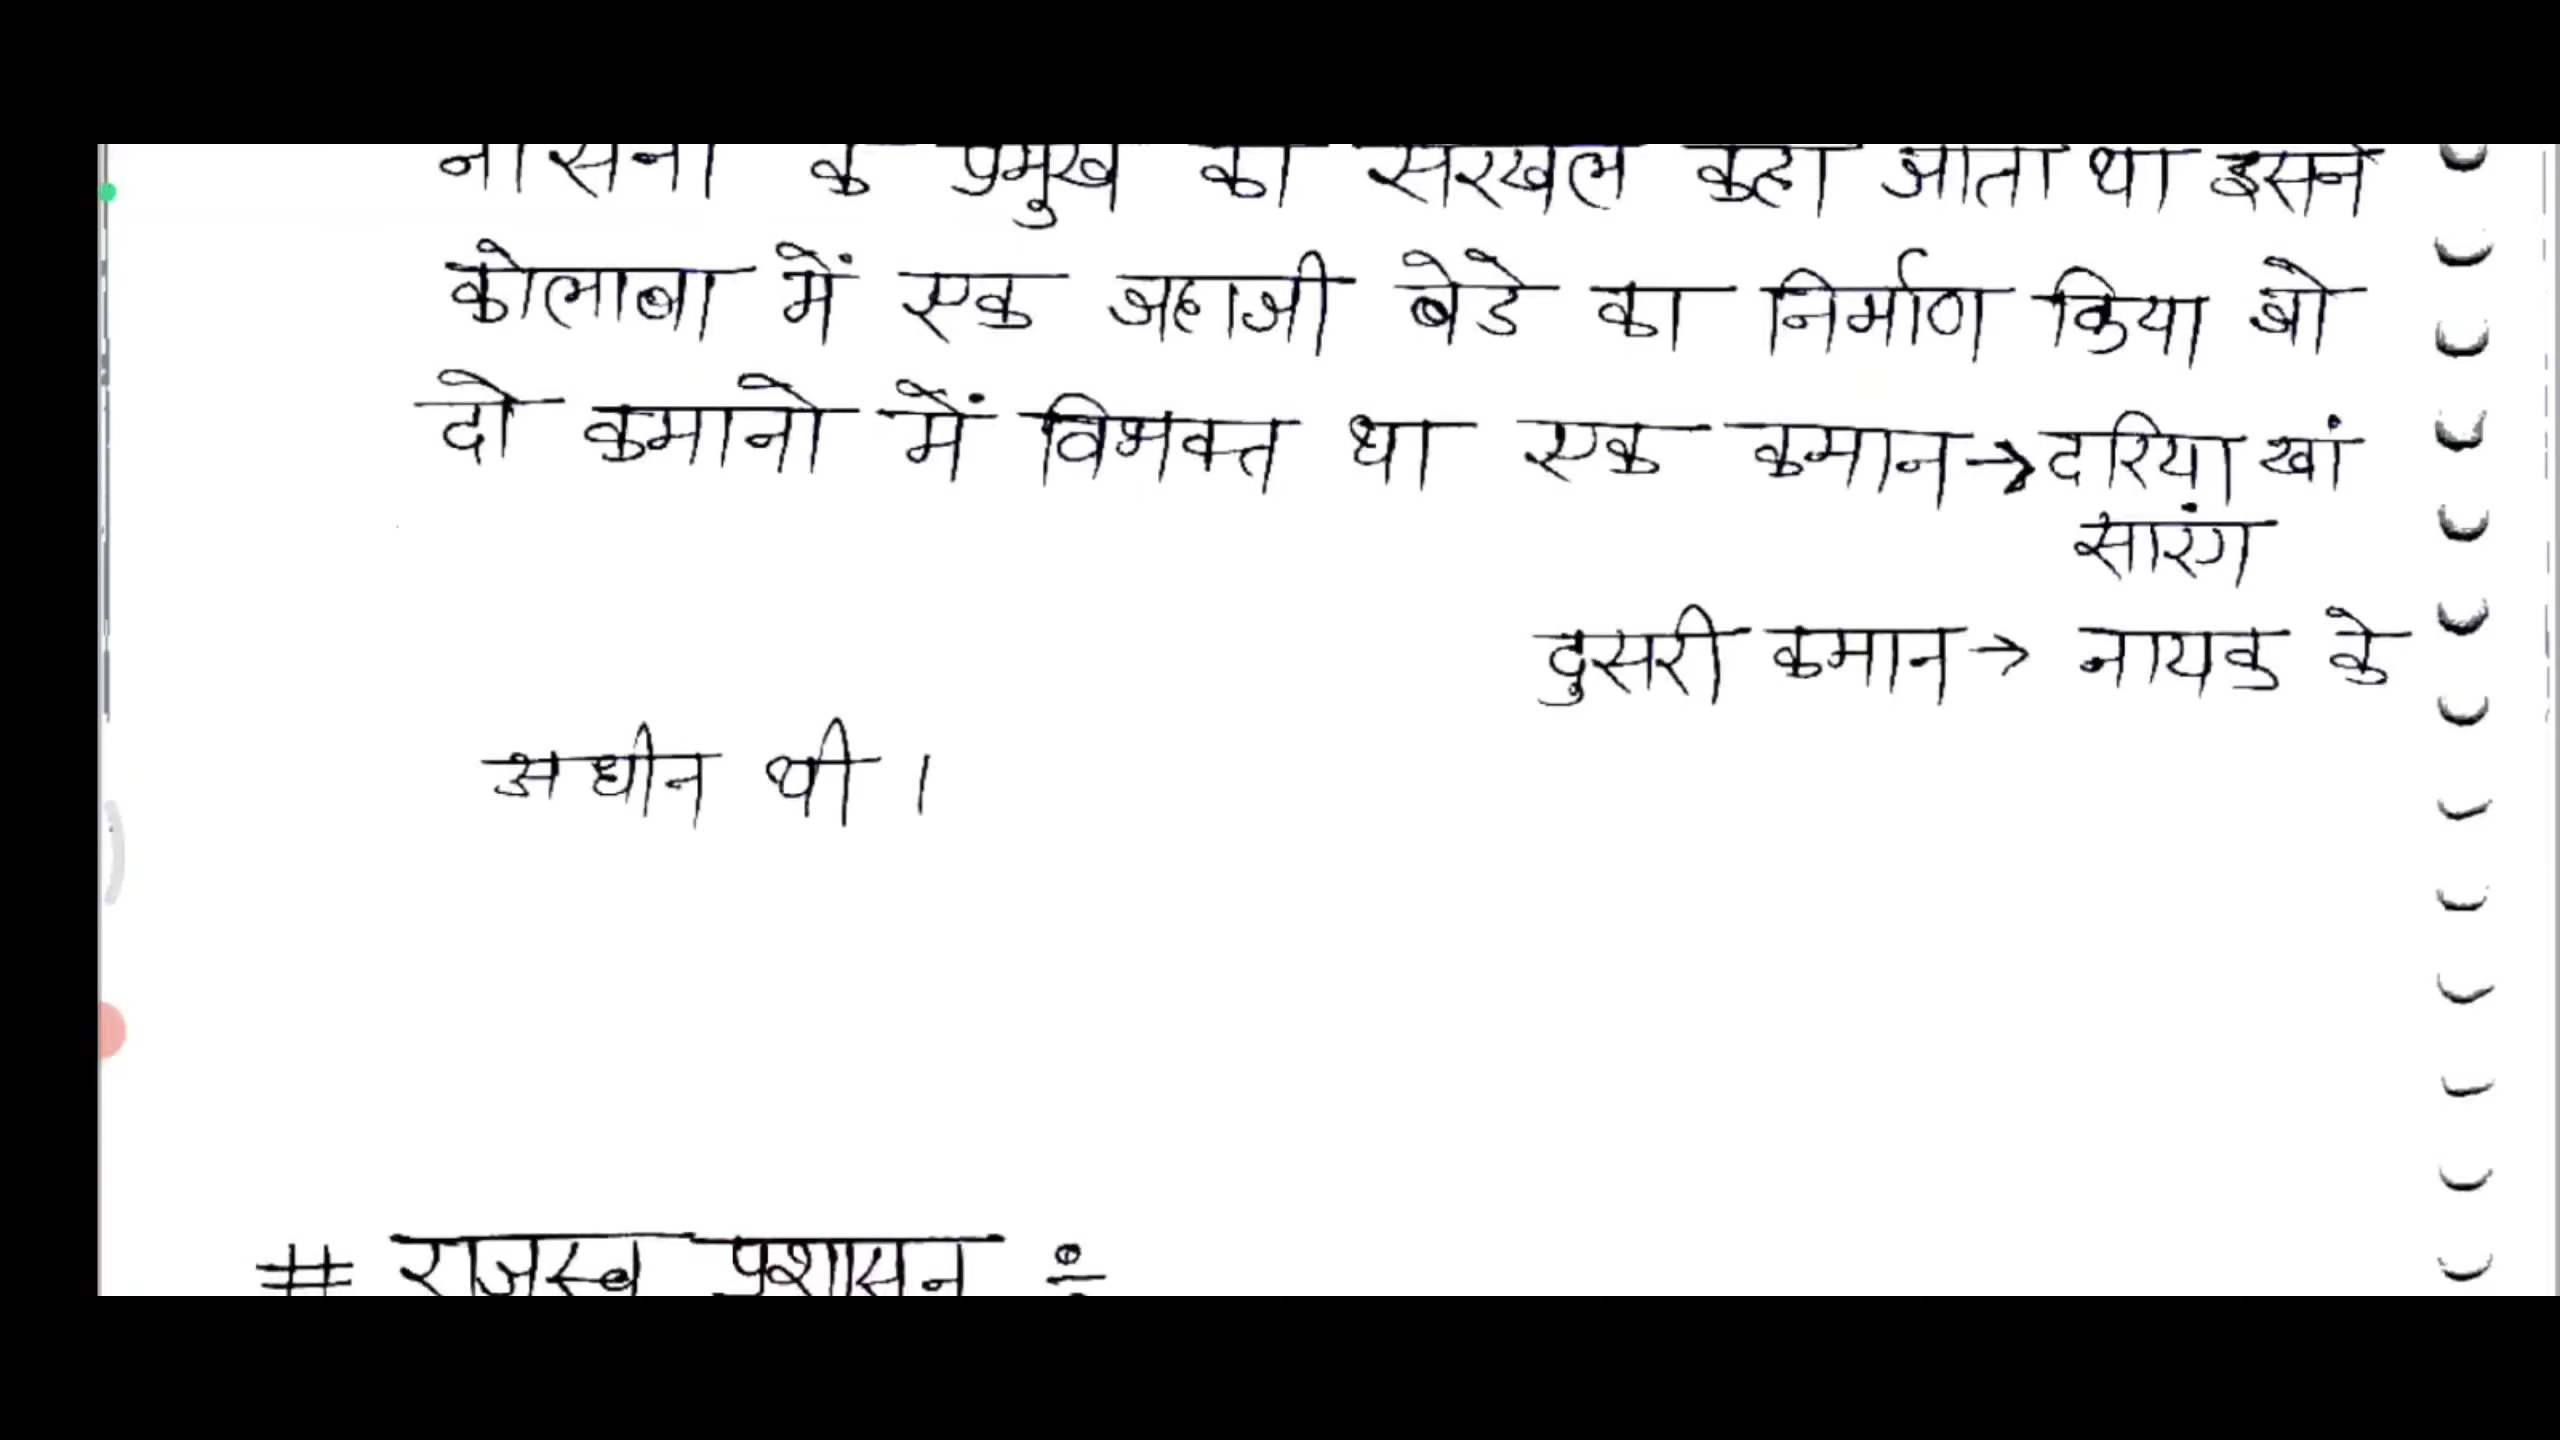 नौसेना के प्रमुख को सरखेल कहा जाता था इसने
कोलाबा में एक जहाजी बेडे का निर्माण किया जो
दो कमानो में विभक्त था एक कमान → दरिया खां
सारंग
दुसरी कमान → नायक के
अधीन थी ।
# राजस्व प्रशासन ÷